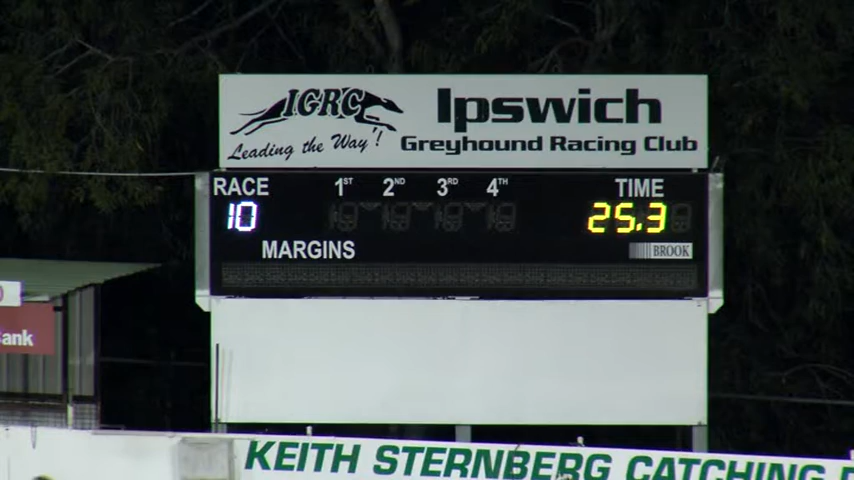 IGRC
Leading the Way'!
Ipswich
Greyhound Racing Club
RACE 1ST 2ND 3RD 4TH TIME
10 25.3
MARGINS BROOK
ank
KEITH STERNBERG CATCHING